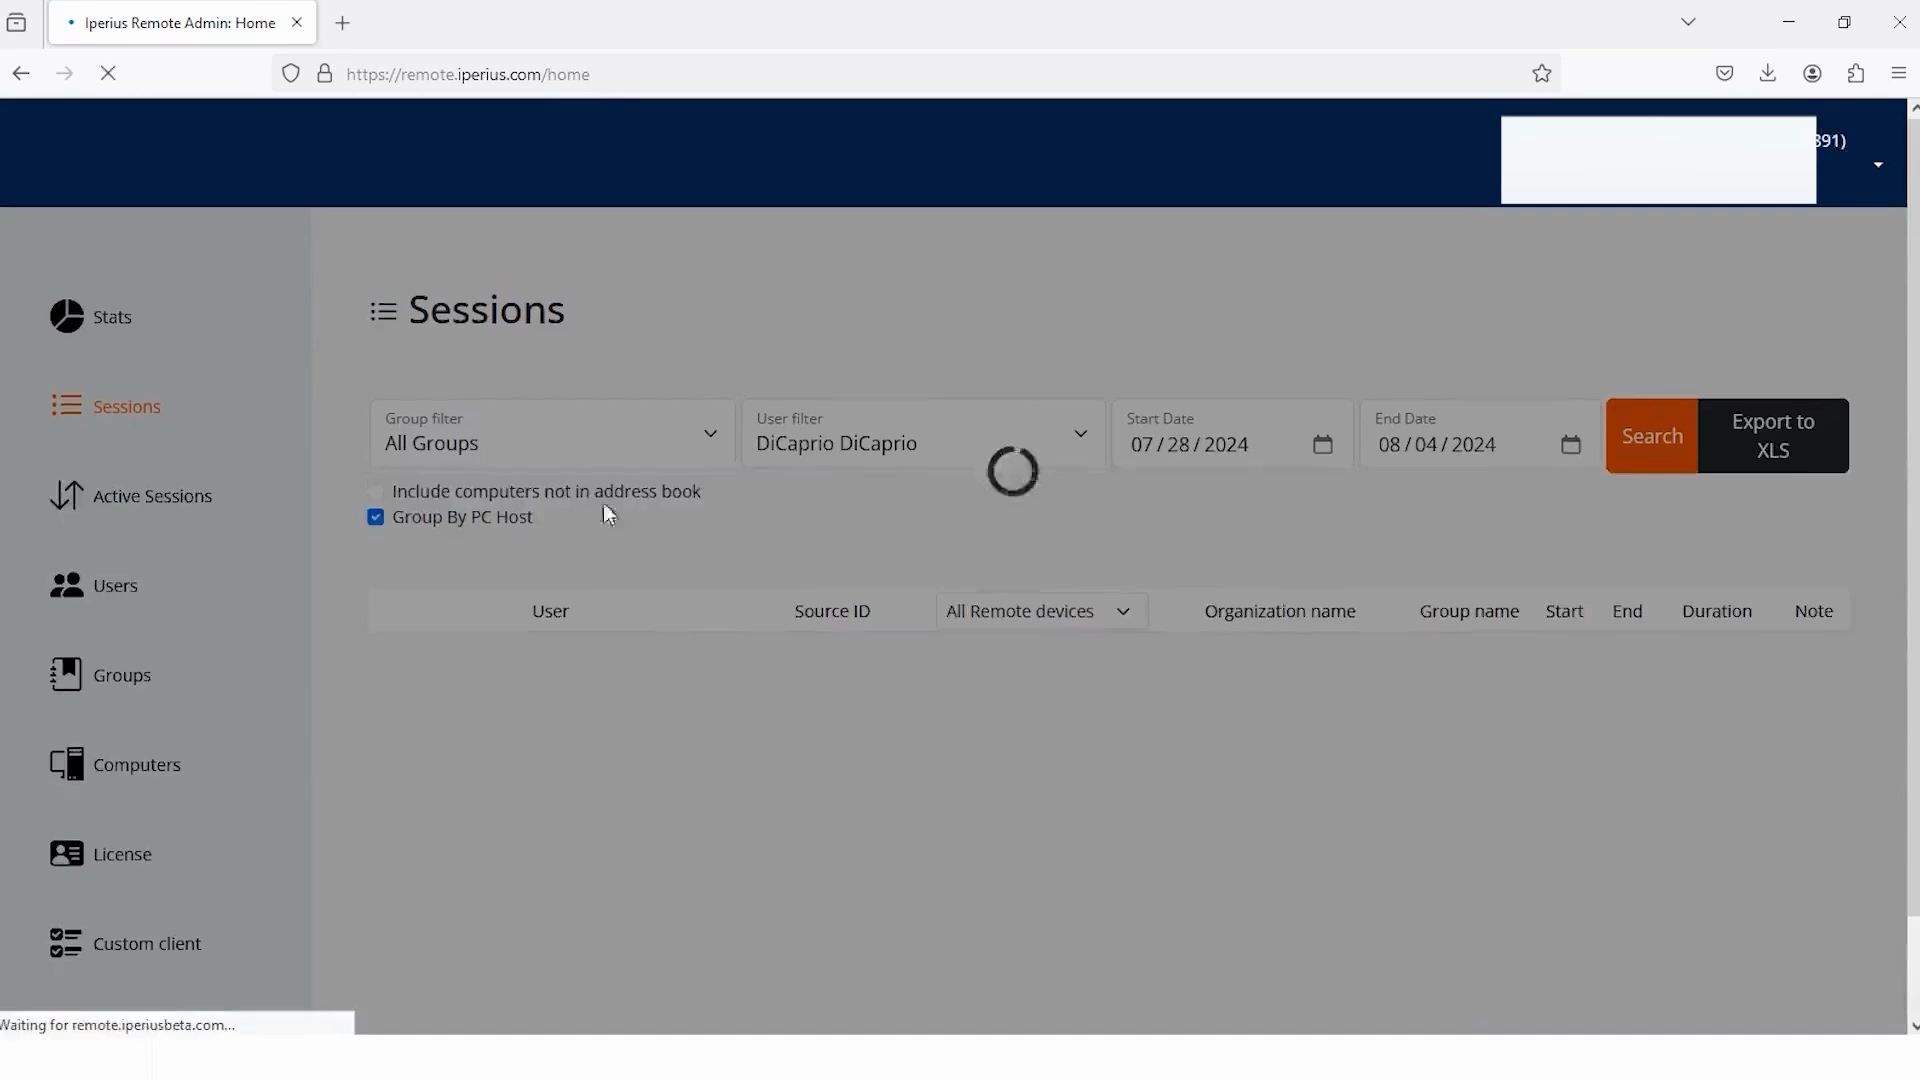 Iperius Remote Admin: Home
https://remote.iperius.com/home
891)
Stats
Sessions
Active Sessions
Users
Groups
Computers
License
Custom client
Sessions
Group filter
All Groups
User filter
DiCaprio DiCaprio
Start Date
07/28/2024
End Date
08/04/2024
Search
Export to
XLS
Include computers not in address book
Group By PC Host
User Source ID All Remote devices Organization name Group name Start End Duration Note
Waiting for remote.iperiusbeta.com...